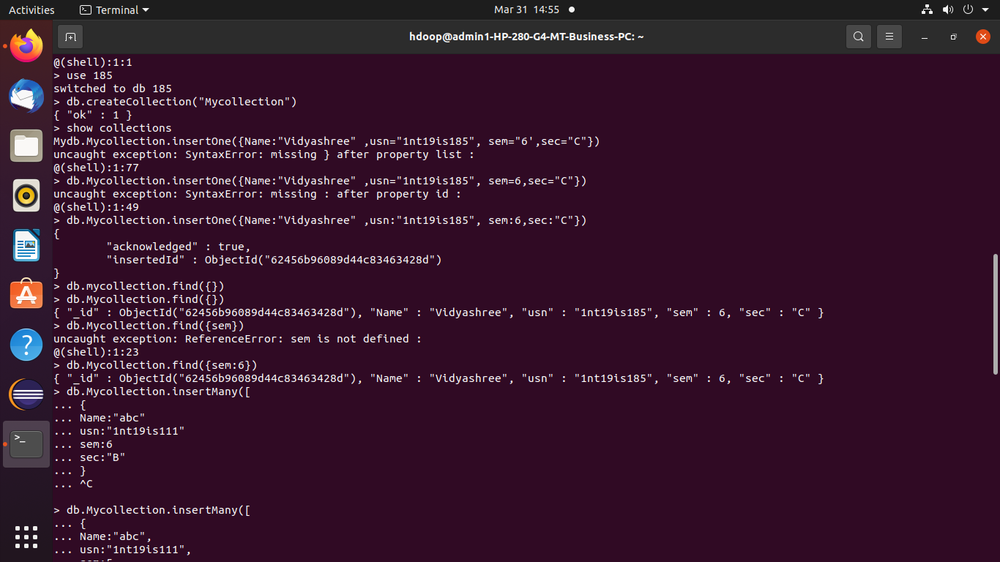 Activities
Terminal
Mar 31 14:55
hdoop@admin1-HP-280-G4-MT-Business-PC: ~
@(shell):1:1
> use 185
switched to db 185
> db.createCollection("Mycollection")
{ "ok" : 1 }
> show collections
Mydb.Mycollection.insertOne({Name:"Vidyashree" ,usn="1nt19is185", sem="6',sec="C"})
uncaught exception: SyntaxError: missing } after property list :
@(shell):1:77
> db.Mycollection.insertOne({Name:"Vidyashree" ,usn="1nt19is185", sem=6,sec="C"})
uncaught exception: SyntaxError: missing : after property id :
@(shell):1:49
> db.Mycollection.insertOne({Name:"Vidyashree" ,usn:"1nt19is185", sem:6,sec:"C"})
{
"acknowledged" : true,
"insertedId" : ObjectId("62456b96089d44c83463428d")
}
> db.mycollection.find({})
> db.Mycollection.find({})
{ "_id" : ObjectId("62456b96089d44c83463428d"), "Name" : "Vidyashree", "usn" : "1nt19is185", "sem" : 6, "sec" : "C" }
> db.Mycollection.find({sem})
uncaught exception: ReferenceError: sem is not defined :
@(shell):1:23
> db.Mycollection.find({sem:6})
{ "_id" : ObjectId("62456b96089d44c83463428d"), "Name" : "Vidyashree", "usn" : "1nt19is185", "sem" : 6, "sec" : "C" }
> db.Mycollection.insertMany([
... {
... Name:"abc"
... usn:"1nt19is111"
... sem:6
... sec:"B"
... }
... ^C
> db.Mycollection.insertMany([
... {
... Name:"abc",
... usn:"1nt19is111",